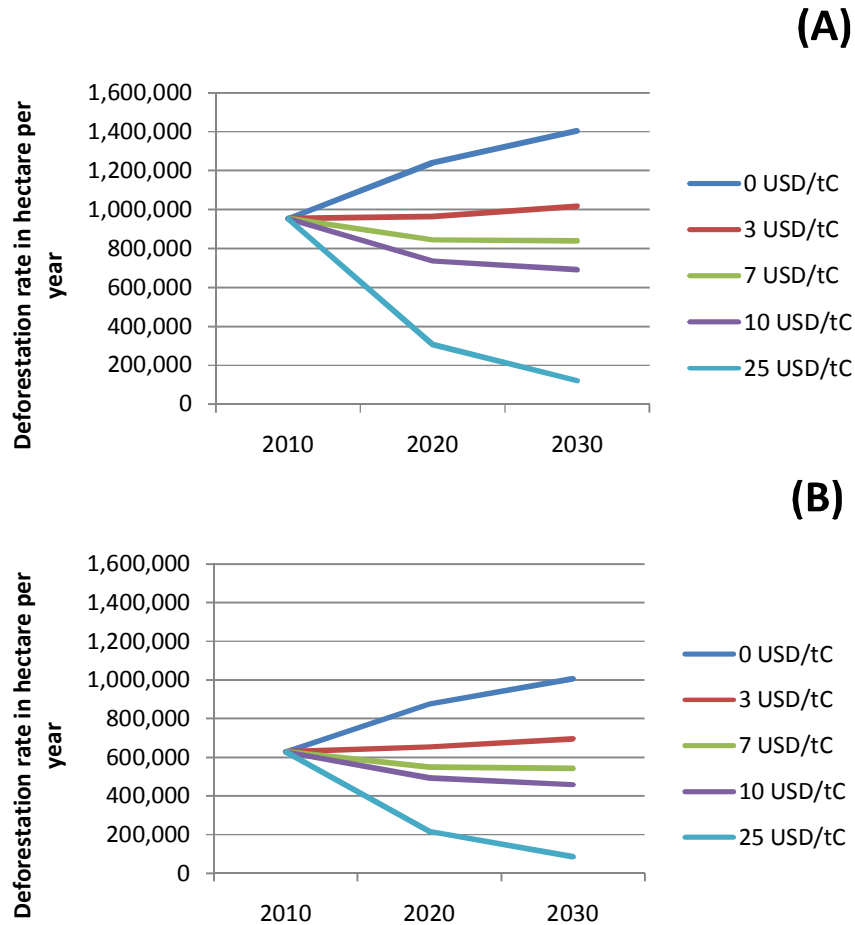 (A)
Deforestation rate in hectare per
year
1,600,000
1,400,000
1,200,000
1,000,000
800,000
600,000
400,000
200,000
0
2010
2020
2030
0 USD/tC
3 USD/tC
7 USD/tC
10 USD/tC
25 USD/tC
(B)
Deforestation rate in hectare per
year
1,600,000
1,400,000
1,200,000
1,000,000
800,000
600,000
400,000
200,000
0
2010
2020
2030
0 USD/tC
3 USD/tC
7 USD/tC
10 USD/tC
25 USD/tC